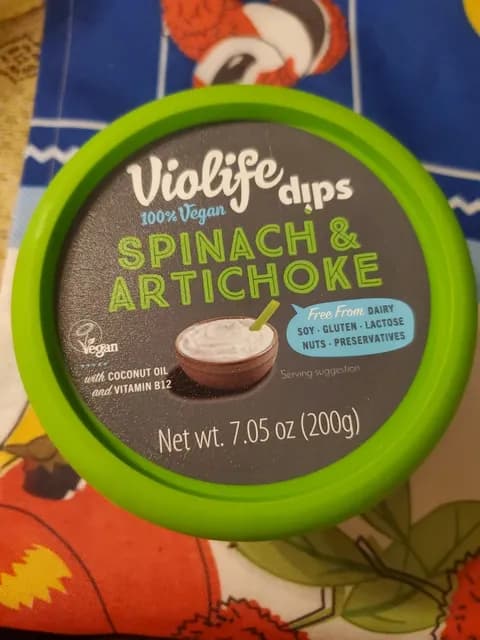 Violife dips
100% Vegan
SPINACH &
ARTICHOKE
Free From DAIRY
SOY · GLUTEN · LACTOSE
NUTS · PRESERVATIVES
Vegan
with COCONUT OIL
and VITAMIN B12
Serving suggestion
Net wt. 7.05 oz (200g)